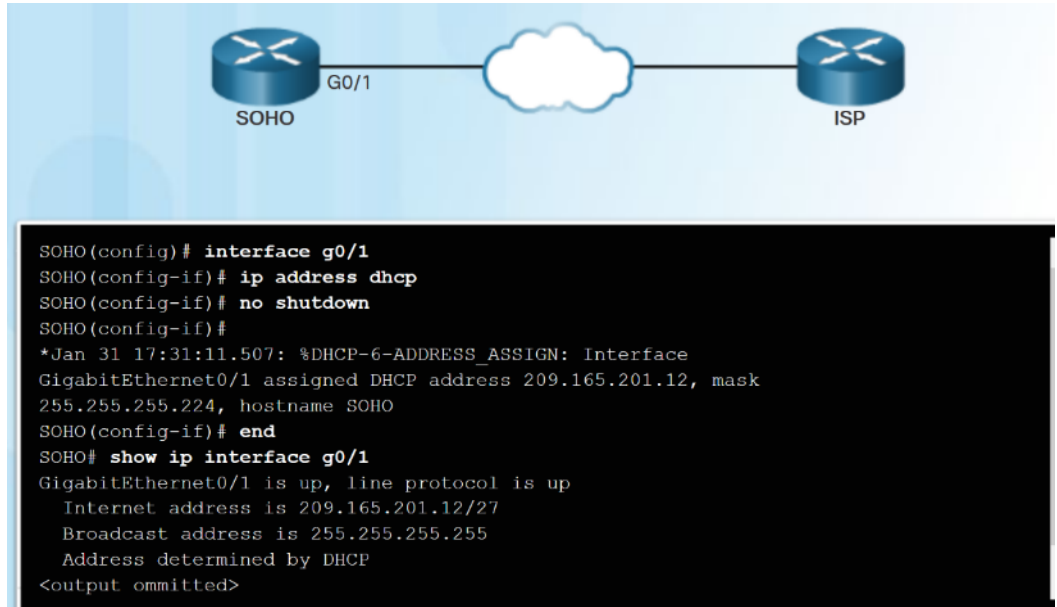 G0/1
SOHO
ISP
SOHO(config)# interface g0/1
SOHO(config-if)# ip address dhcp
SOHO(config-if)# no shutdown
SOHO(config-if)#
*Jan 31 17:31:11.507: %DHCP-6-ADDRESS_ASSIGN: Interface
GigabitEthernet0/1 assigned DHCP address 209.165.201.12, mask
255.255.255.224, hostname SOHO
SOHO(config-if)# end
SOHO# show ip interface g0/1
GigabitEthernet0/1 is up, line protocol is up
Internet address is 209.165.201.12/27
Broadcast address is 255.255.255.255
Address determined by DHCP
<output ommitted>